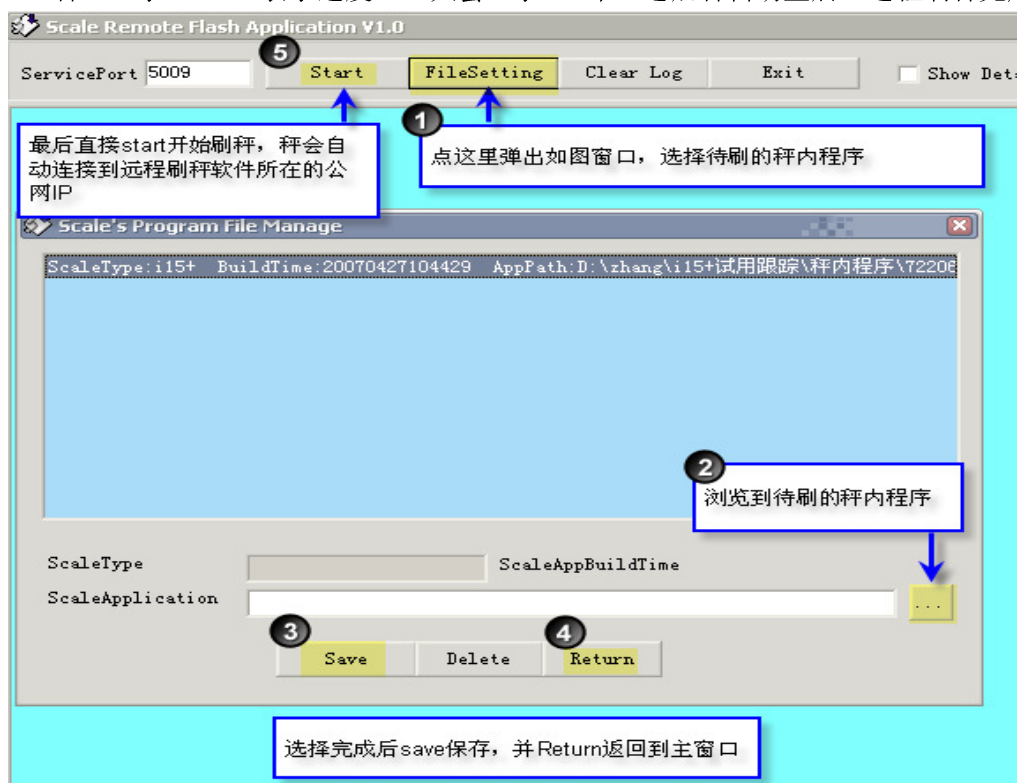 Scale Remote Flash Application V1.0
5
ServicePort 5009 Start FileSetting Clear Log Exit Show Det
1
最后直接start开始刷秤，秤会自
动连接到远程刷秤软件所在的公
网IP
点这里弹出如图窗口，选择待刷的秤内程序
Scale's Program File Manage
ScaleType:i15+ BuildTime:20070427104429 AppPath:D:\zhang\i15+试用跟踪\秤内程序\72206
2
浏览到待刷的秤内程序
ScaleType ScaleAppBuildTime
ScaleApplication ...
3 4
Save Delete Return
选择完成后save保存，并Return返回到主窗口